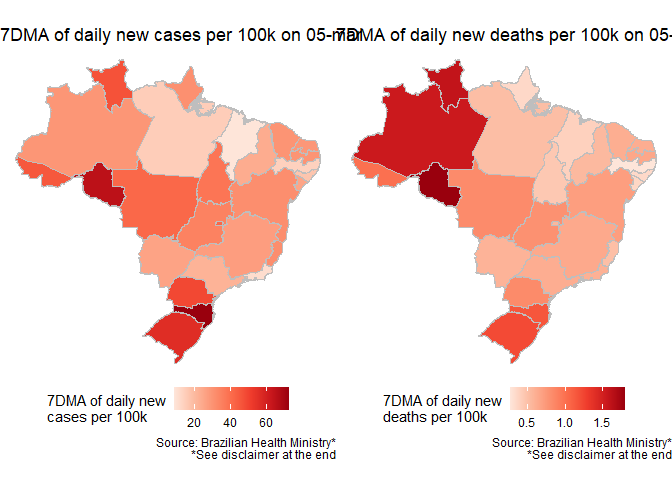 7DMA of daily new cases per 100k on 05-mar
7DMA of daily new deaths per 100k on 05-
7DMA of daily new
cases per 100k
20 40 60
Source: Brazilian Health Ministry*
*See disclaimer at the end
7DMA of daily new
deaths per 100k
0.5 1.0 1.5
Source: Brazilian Health Ministry*
*See disclaimer at the end